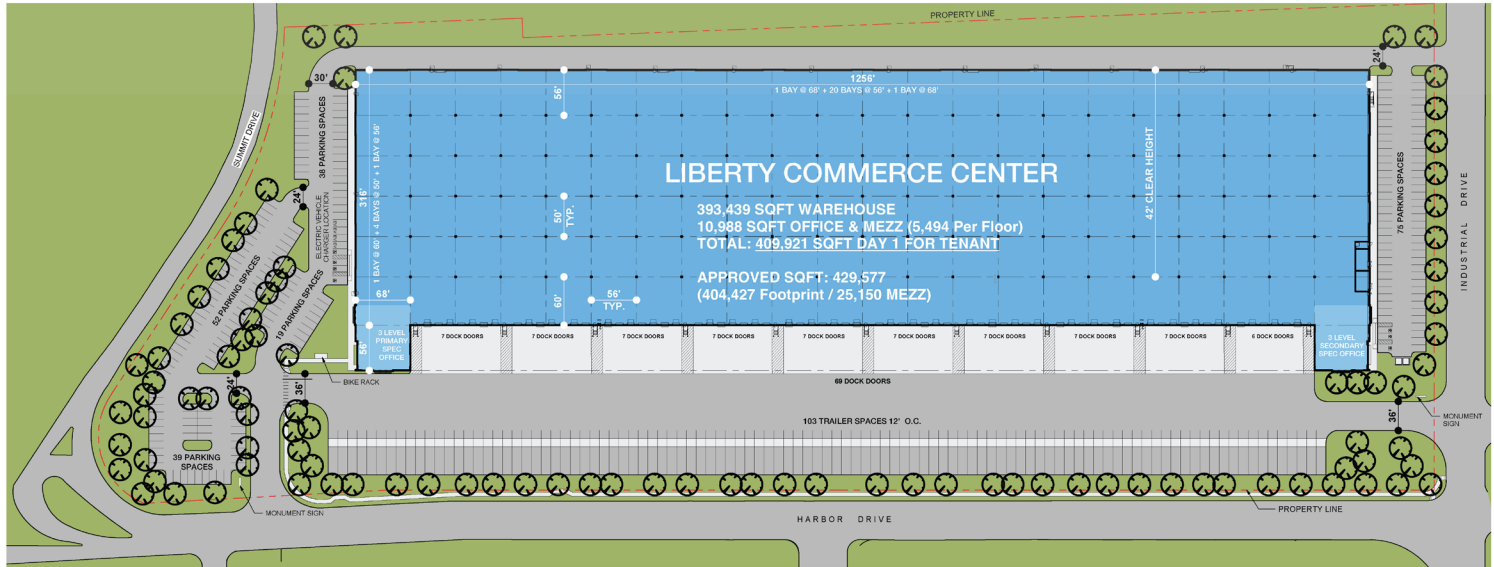 PROPERTY LINE
24'
30'
1256'
1 BAY @ 68' + 20 BAYS @ 56' + 1 BAY @ 68'
56'
SUMMIT DRIVE
38 PARKING SPACES
316'
1 BAY @ 60' + 4 BAYS @ 50' + 1 BAY @ 56'
42' CLEAR HEIGHT
75 PARKING SPACES
INDUSTRIAL DRIVE
LIBERTY COMMERCE CENTER
24'
ELECTRIC VEHICLE
CHARGER LOCATION
50'
TYP.
393,439 SQFT WAREHOUSE
10,988 SQFT OFFICE & MEZZ (5,494 Per Floor)
TOTAL: 409,921 SQFT DAY 1 FOR TENANT
APPROVED SQFT: 429,577
(404,427 Footprint / 25,150 MEZZ)
52 PARKING SPACES
19 PARKING SPACES
68'
60'
56'
TYP.
56'
3 LEVEL
PRIMARY
SPEC
OFFICE
7 DOCK DOORS
7 DOCK DOORS
7 DOCK DOORS
7 DOCK DOORS
7 DOCK DOORS
7 DOCK DOORS
7 DOCK DOORS
7 DOCK DOORS
7 DOCK DOORS
6 DOCK DOORS
3 LEVEL
SECONDARY
SPEC OFFICE
BIKE RACK
69 DOCK DOORS
24'
36'
103 TRAILER SPACES 12' O.C.
36'
MONUMENT
SIGN
39 PARKING
SPACES
MONUMENT SIGN
HARBOR DRIVE
PROPERTY LINE